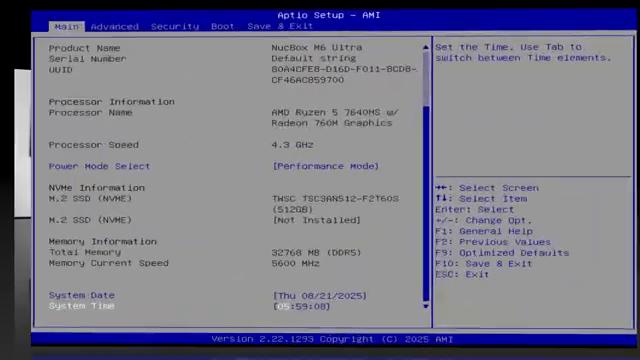 Aptio Setup - AMI
Main Advanced Security Boot Save & Exit
Product Name NucBox M6 Ultra
Serial Number Default string
UUID 80A4CFE8-D16D-F011-BCD8-
CF46AC859700
Processor Information
Processor Name AMD Ryzen 5 7640HS w/
Radeon 760M Graphics
Processor Speed 4.3 GHz
Power Mode Select [Performance Mode]
NVMe Information
M.2 SSD (NVME) TWSC TSC3AN512-F2T60S
(512GB)
M.2 SSD (NVME) [Not Installed]
Memory Information
Total Memory 32768 MB (DDR5)
Memory Current Speed 5600 MHz
System Date [Thu 08/21/2025]
System Time [05:59:08]
Set the Time. Use Tab to
switch between Time elements.
→←: Select Screen
↑↓: Select Item
Enter: Select
+/-: Change Opt.
F1: General Help
F2: Previous Values
F9: Optimized Defaults
F10: Save & Exit
ESC: Exit
Version 2.22.1293 Copyright (C) 2025 AMI